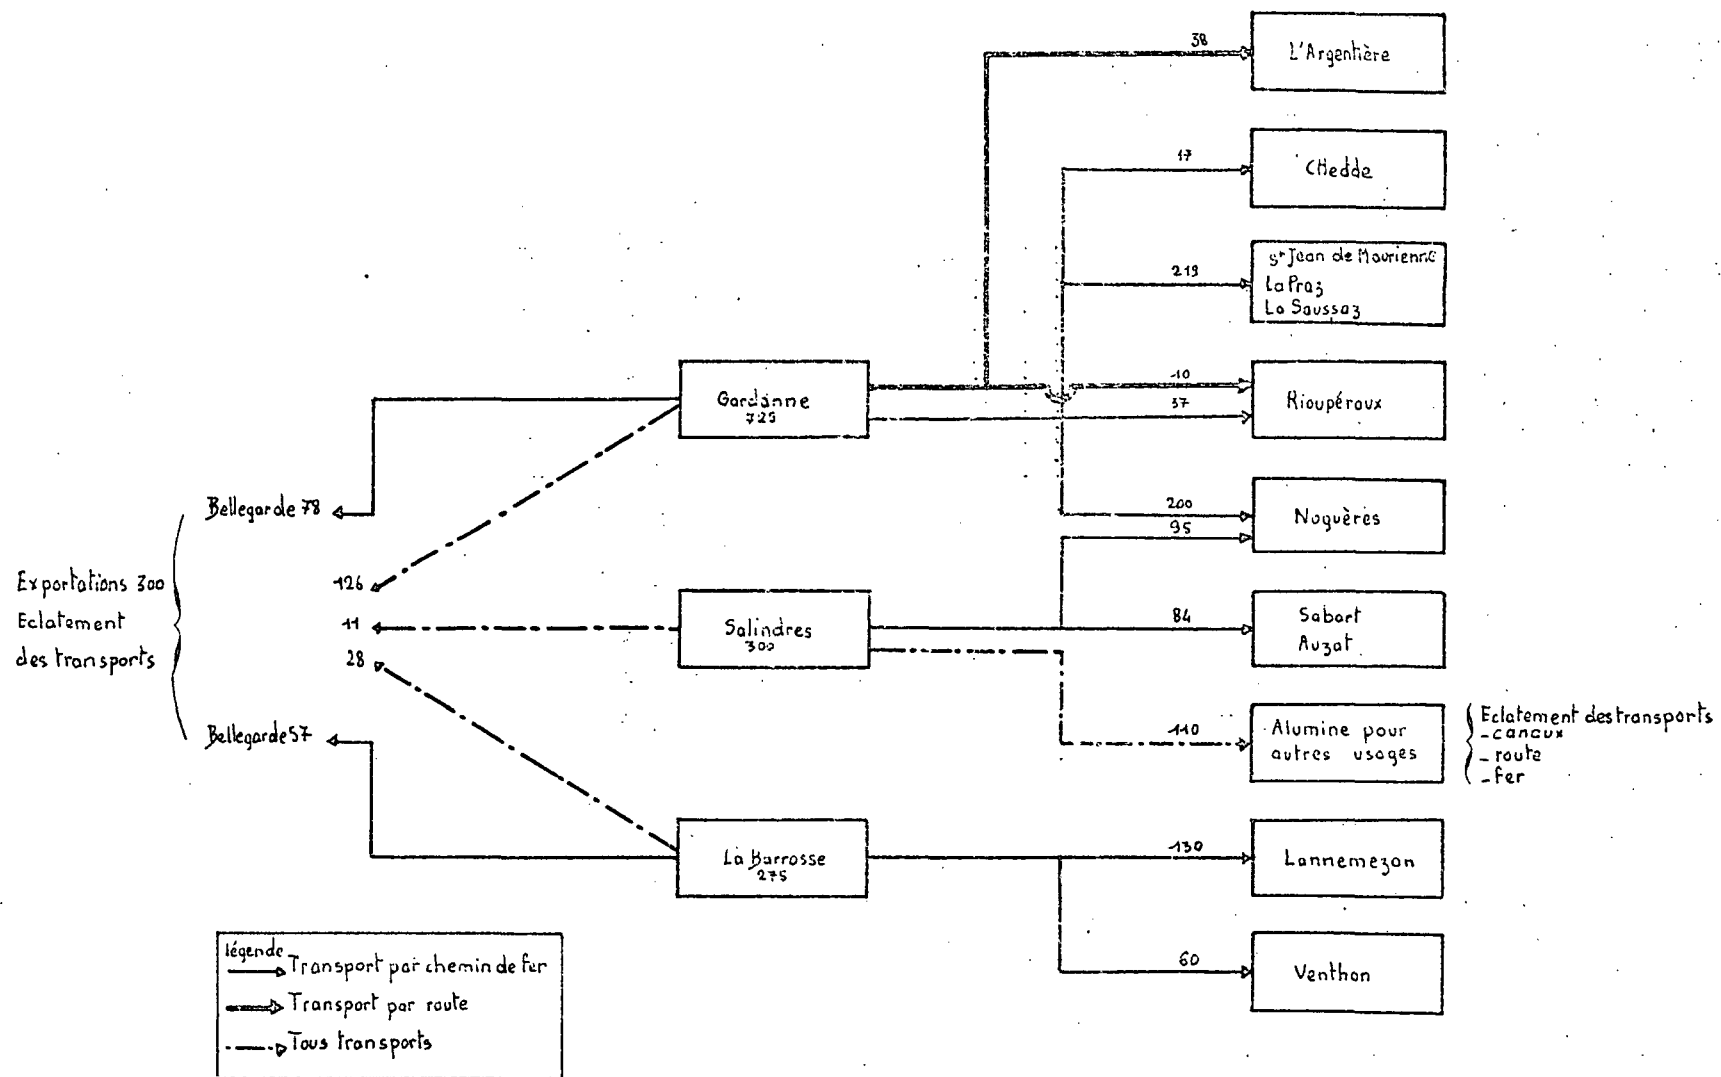 38
L'Argentière
17
CHedde
219
St Jean de Maurienne
La Praz
La Saussaz
10
37
Rioupéroux
Gardanne
725
Bellegarde 78
200
95
Noguères
Exportations 300
Eclatement
des transports
126
11
28
Salindres
300
84
Sabart
Auzat
Bellegarde 57
110
Alumine pour
autres usages
Eclatement des transports
- canaux
- route
- fer
La Barrasse
275
130
Lannemezan
60
Venthon
légende
Transport par chemin de fer
Transport par route
Tous transports